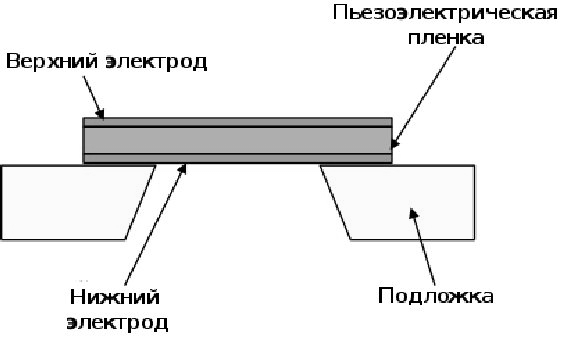 Пьезоэлектрическая
пленка
Верхний электрод
Нижний
электрод
Подложка